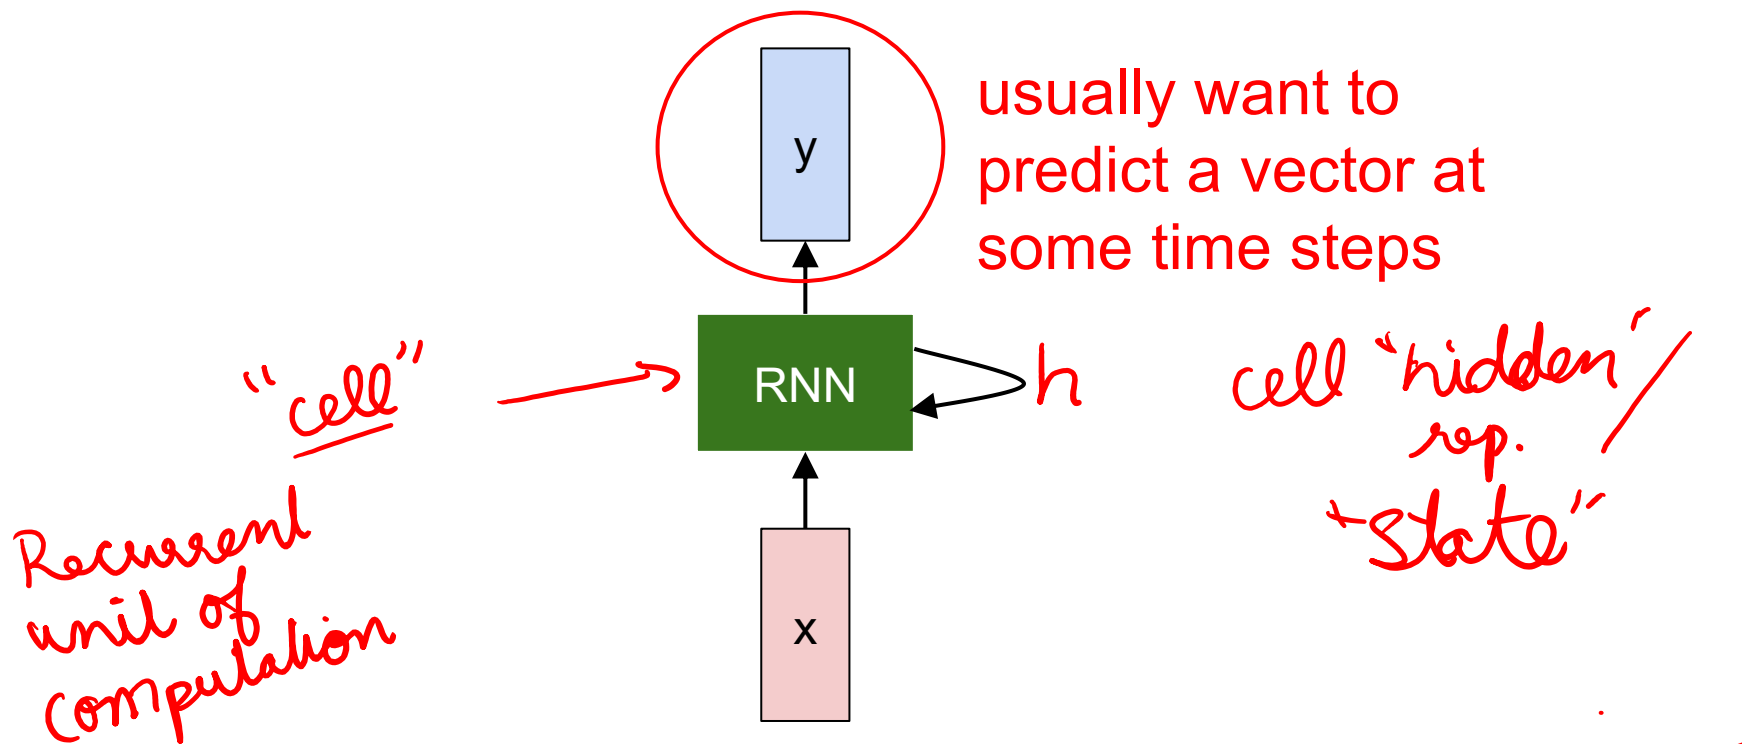 y
usually want to
predict a vector at
some time steps
RNN
h
"cell"
cell "hidden" /
rep.
"state"
Recurrent
unit of
computation
x